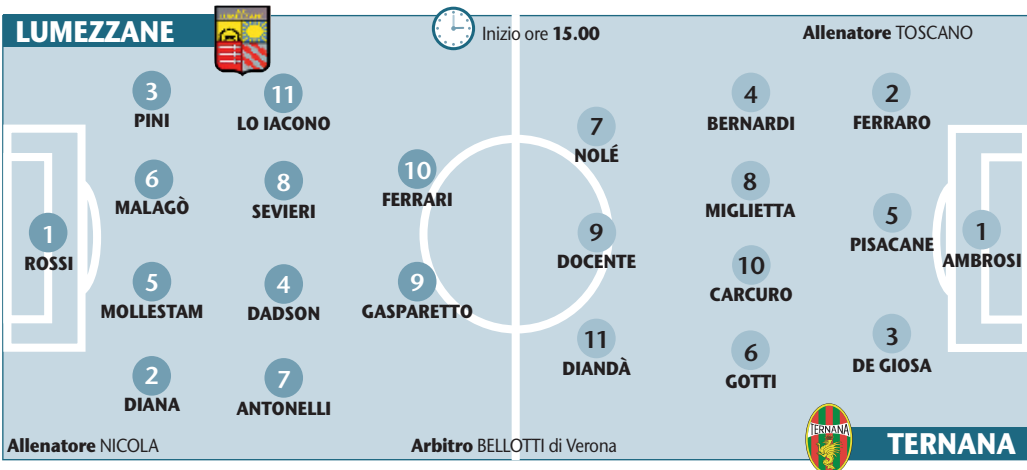 LUMEZZANE
Inizio ore 15.00
Allenatore TOSCANO
3
PINI
11
LO IACONO
6
MALAGÒ
8
SEVIERI
10
FERRARI
1
ROSSI
5
MOLLESTAM
4
DADSON
9
GASPARETTO
2
DIANA
7
ANTONELLI
7
NOLÉ
4
BERNARDI
2
FERRARO
8
MIGLIETTA
9
DOCENTE
5
PISACANE
1
AMBROSI
10
CARCURO
11
DIANDÀ
6
GOTTI
3
DE GIOSA
Allenatore NICOLA
Arbitro BELLOTTI di Verona
TERNANA
TERNANA